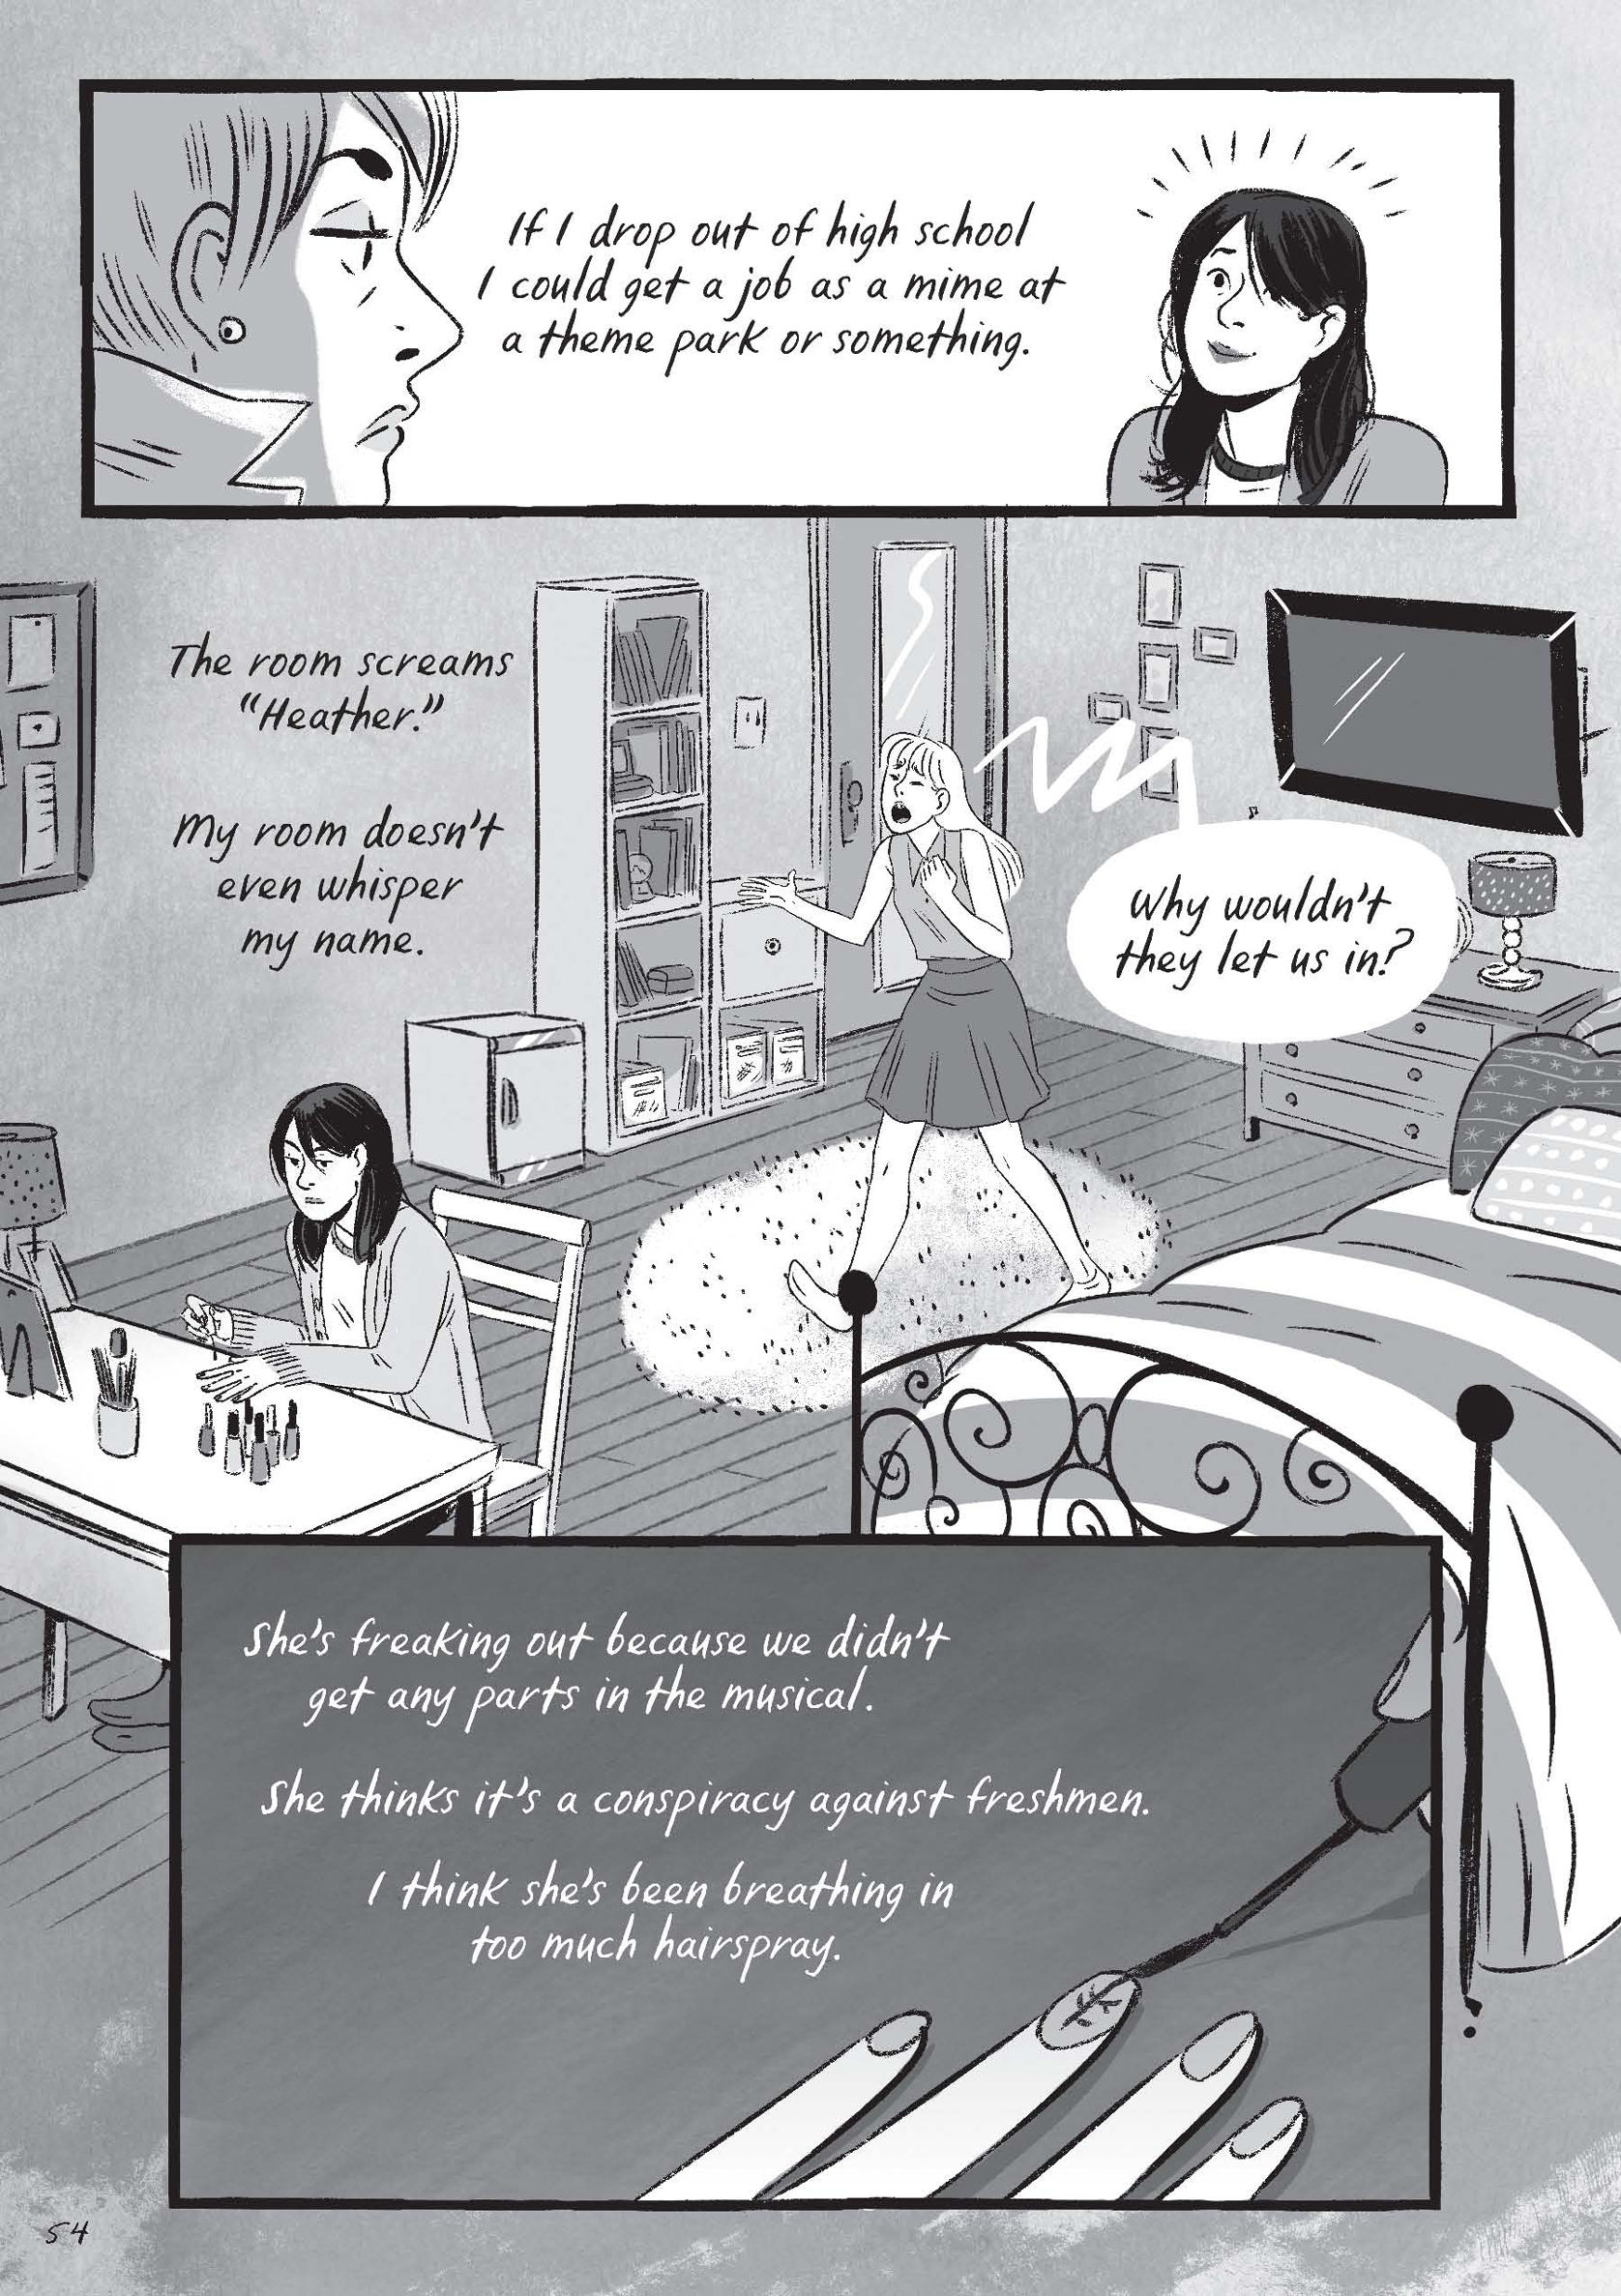 If I drop out of high school
I could get a job as a mime at
a theme park or something.
The room screams
“Heather.”
My room doesn't
even whisper
my name.
Why wouldn't
they let us in?
She's freaking out because we didn't
get any parts in the musical.
She thinks it's a conspiracy against freshmen.
I think she's been breathing in
too much hairspray.
54